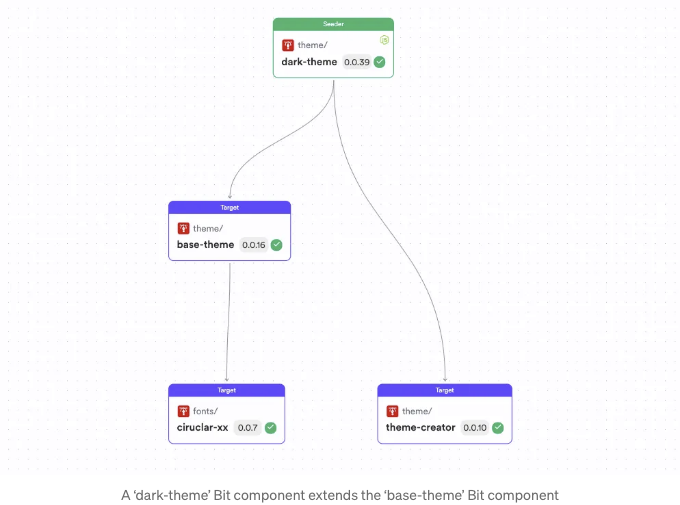 Seeder
theme/
dark-theme 0.0.39
Target
theme/
base-theme 0.0.16
Target
fonts/
ciruclar-xx 0.0.7
Target
theme/
theme-creator 0.0.10
A ‘dark-theme’ Bit component extends the ‘base-theme’ Bit component